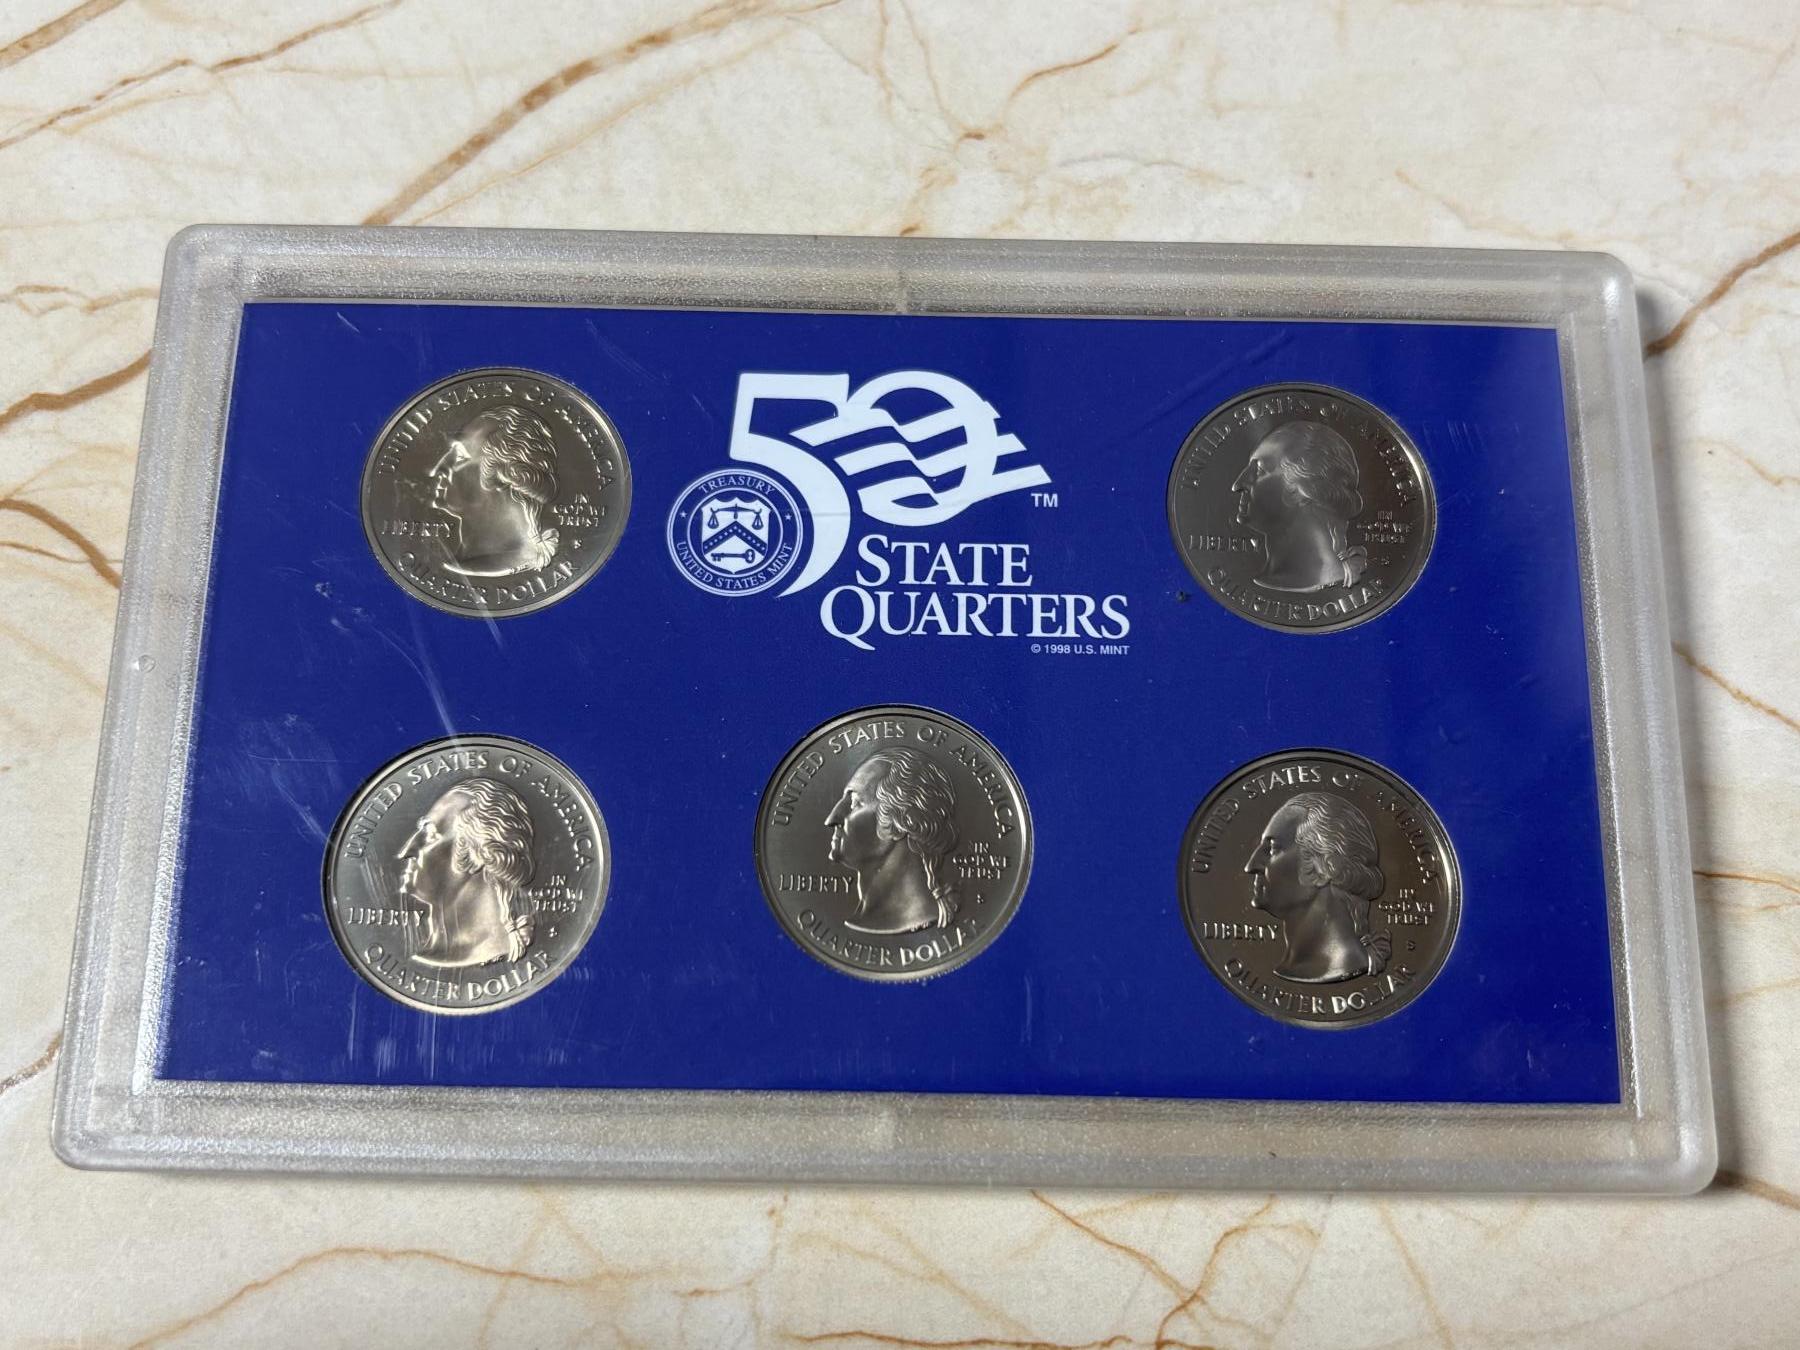 UNITED STATES OF AMERICA
LIBERTY
IN
GOD WE
TRUST
S
QUARTER DOLLAR
50
TM
TREASURY
UNITED STATES MINT
STATE
QUARTERS
© 1998 U.S. MINT
UNITED STATES OF AMERICA
LIBERTY
IN
GOD WE
TRUST
S
QUARTER DOLLAR
UNITED STATES OF AMERICA
LIBERTY
IN
GOD WE
TRUST
S
QUARTER DOLLAR
UNITED STATES OF AMERICA
LIBERTY
IN
GOD WE
TRUST
S
QUARTER DOLLAR
UNITED STATES OF AMERICA
LIBERTY
IN
GOD WE
TRUST
S
QUARTER DOLLAR